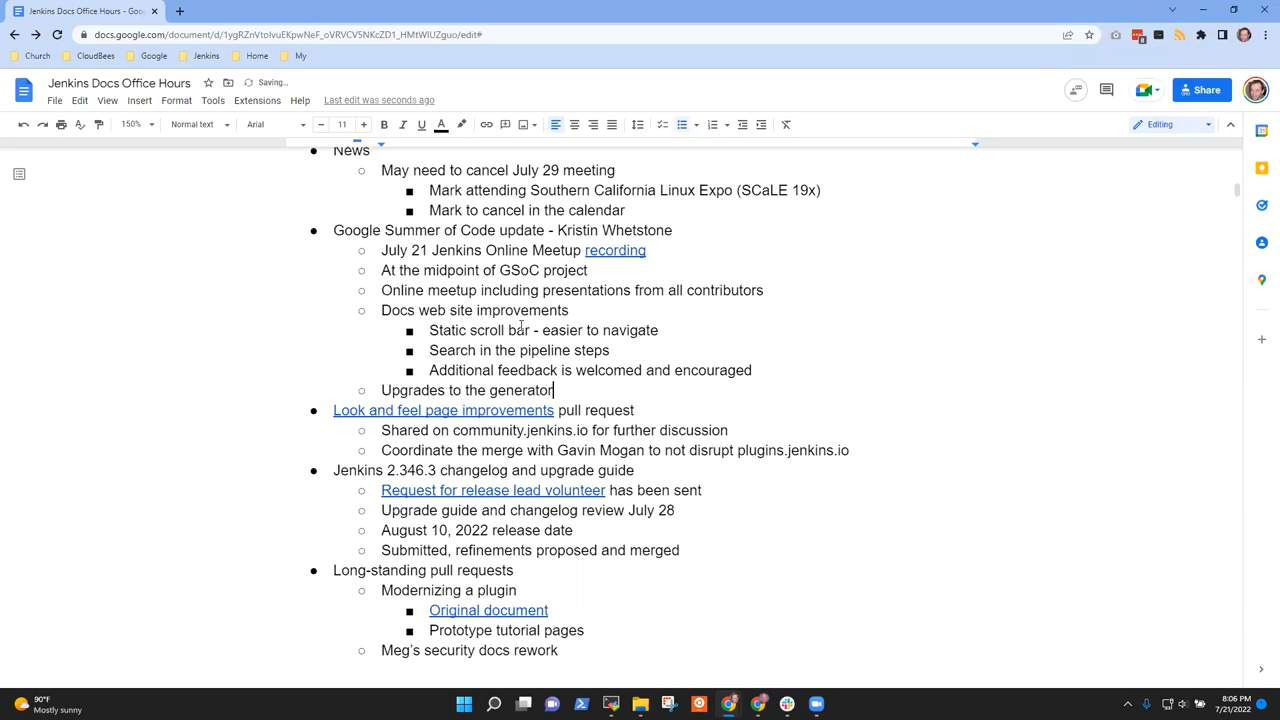 Jenkins Docs Office Hours - Goog
docs.google.com/document/d/1ygRZnVtoIvuEKpwNeF_oVRVCV5NKcZD1_HMtWlUZguo/edit#
Church CloudBees Google Jenkins Home My
Jenkins Docs Office Hours Saving...
File Edit View Insert Format Tools Extensions Help Last edit was seconds ago
Share
150% Normal text Arial 11 Editing
News
May need to cancel July 29 meeting
Mark attending Southern California Linux Expo (SCaLE 19x)
Mark to cancel in the calendar
Google Summer of Code update - Kristin Whetstone
July 21 Jenkins Online Meetup recording
At the midpoint of GSoC project
Online meetup including presentations from all contributors
Docs web site improvements
Static scroll bar - easier to navigate
Search in the pipeline steps
Additional feedback is welcomed and encouraged
Upgrades to the generator
Look and feel page improvements pull request
Shared on community.jenkins.io for further discussion
Coordinate the merge with Gavin Mogan to not disrupt plugins.jenkins.io
Jenkins 2.346.3 changelog and upgrade guide
Request for release lead volunteer has been sent
Upgrade guide and changelog review July 28
August 10, 2022 release date
Submitted, refinements proposed and merged
Long-standing pull requests
Modernizing a plugin
Original document
Prototype tutorial pages
Meg's security docs rework
90°F
Mostly sunny
8:06 PM
7/21/2022